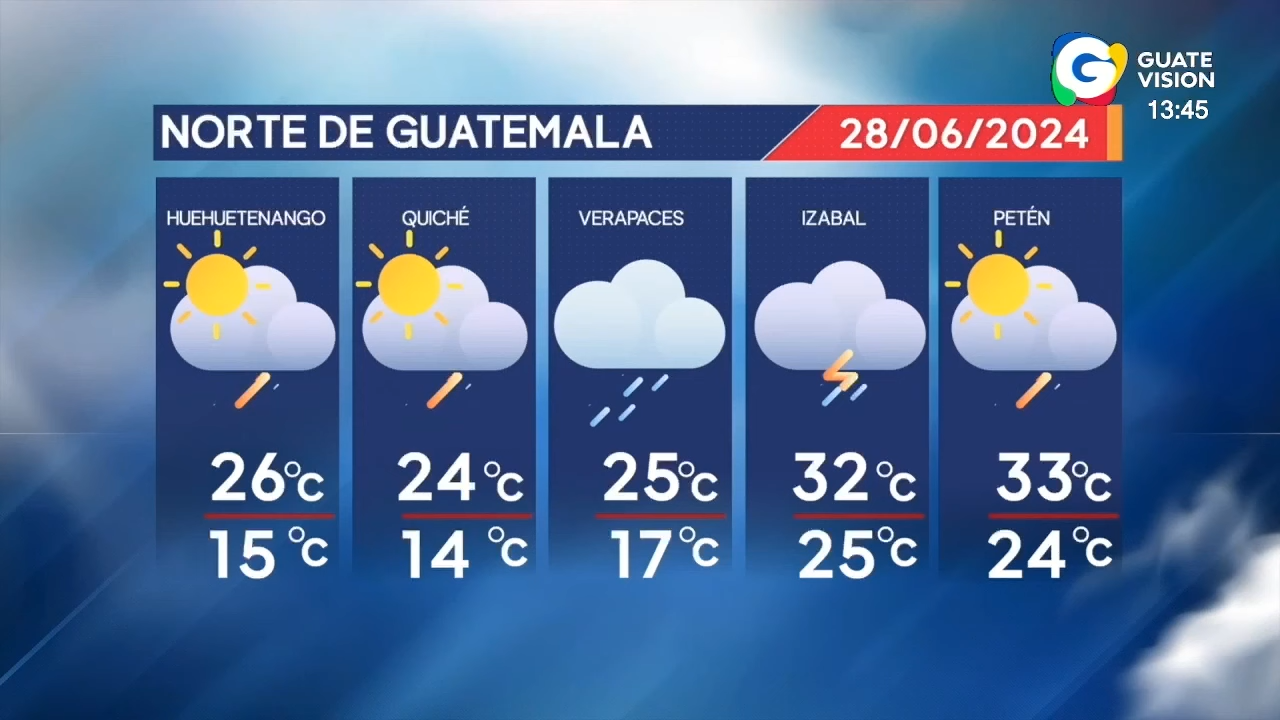 GUATE
VISION
13:45
NORTE DE GUATEMALA
28/06/2024
HUEHUETENANGO
26°C
15°C
QUICHÉ
24°C
14°C
VERAPACES
25°C
17°C
IZABAL
32°C
25°C
PETÉN
33°C
24°C